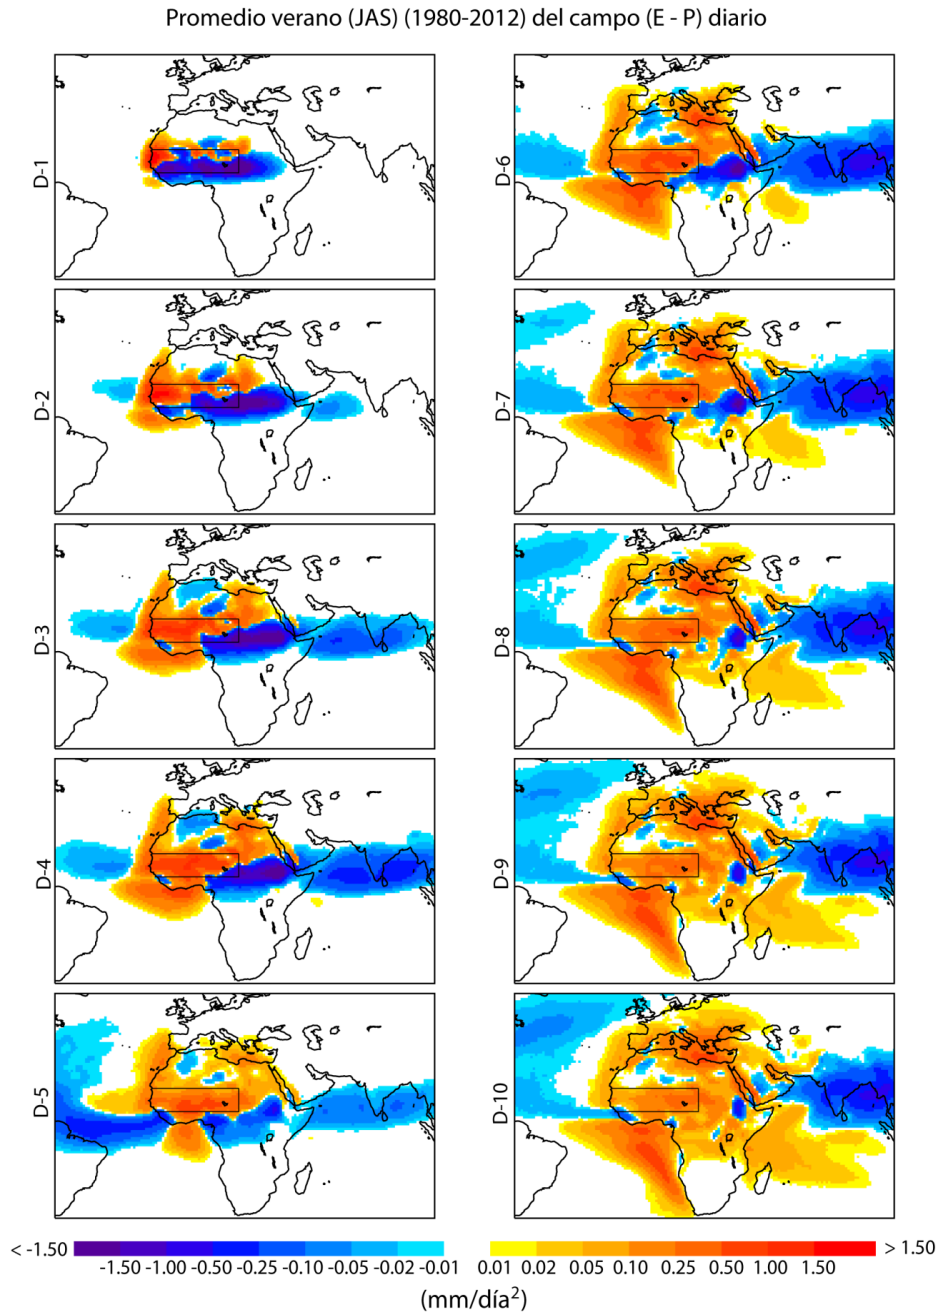 Promedio verano (JAS) (1980-2012) del campo (E - P) diario
D-1
D-6
D-2
D-7
D-3
D-8
D-4
D-9
D-5
D-10
< -1.50
-1.50 -1.00 -0.50 -0.25 -0.05 -0.02 -0.01
0.01 0.02 0.05 0.10 0.25 0.50 1.00 1.50
> 1.50
(mm/día²)